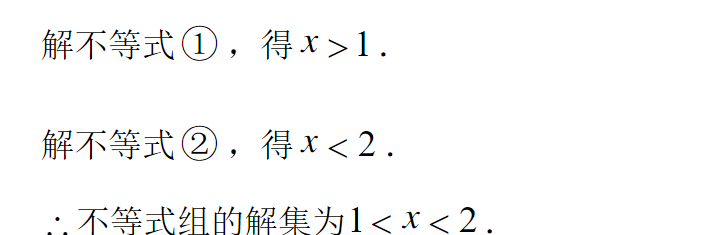 解不等式①，得 x > 1 .
解不等式②，得 x < 2 .
∴不等式组的解集为1 < x < 2 .